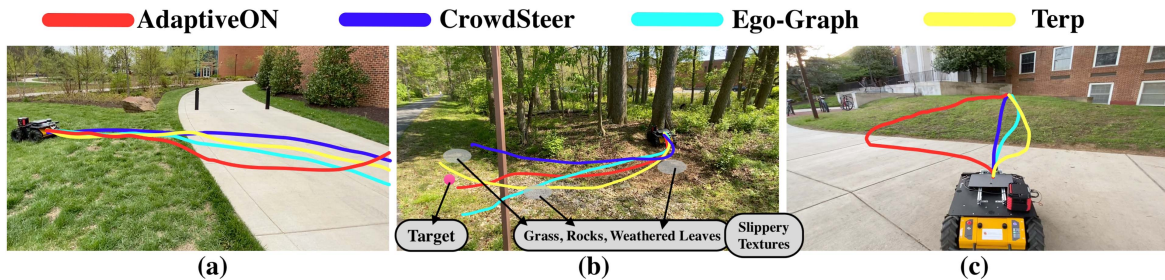 AdaptiveON CrowdSteer Ego-Graph Terp
Target
Grass, Rocks, Weathered Leaves
Slippery
Textures
(a) (b) (c)